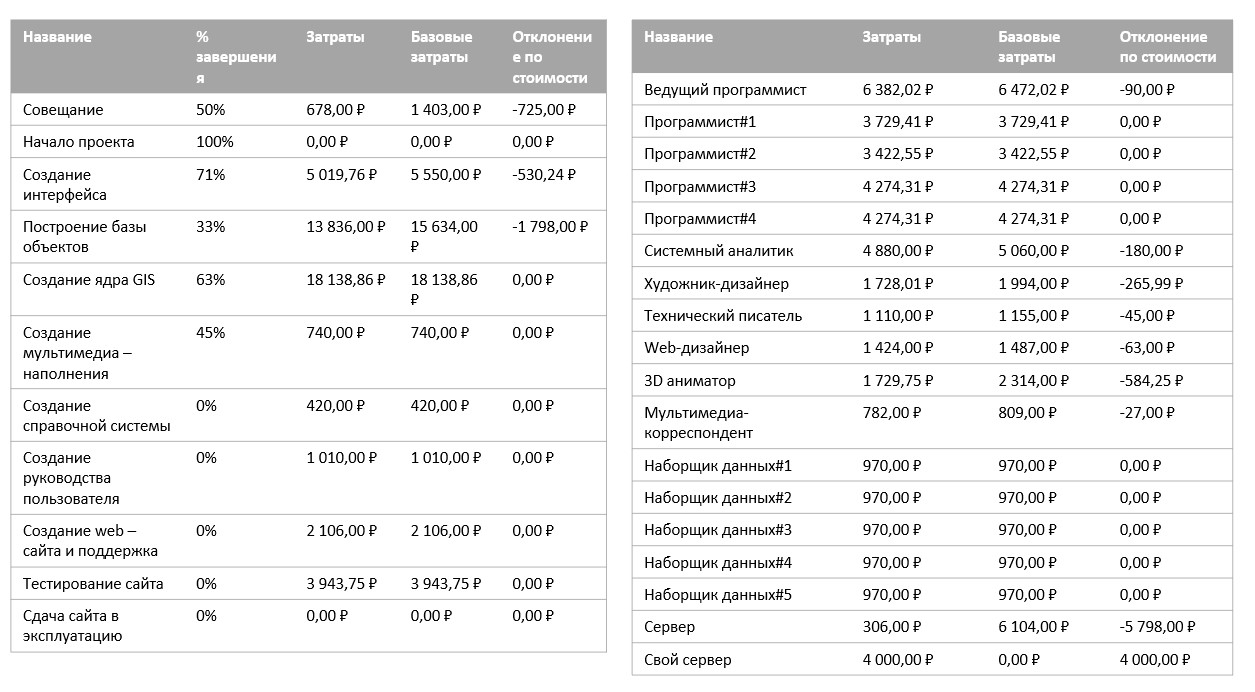 Название % завершени я Затраты Базовые затраты Отклонени е по стоимости
Совещание 50% 678,00 ₽ 1 403,00 ₽ -725,00 ₽
Начало проекта 100% 0,00 ₽ 0,00 ₽ 0,00 ₽
Создание интерфейса 71% 5 019,76 ₽ 5 550,00 ₽ -530,24 ₽
Построение базы объектов 33% 13 836,00 ₽ 15 634,00 ₽ -1 798,00 ₽
Создание ядра GIS 63% 18 138,86 ₽ 18 138,86 ₽ 0,00 ₽
Создание мультимедиа – наполнения 45% 740,00 ₽ 740,00 ₽ 0,00 ₽
Создание справочной системы 0% 420,00 ₽ 420,00 ₽ 0,00 ₽
Создание руководства пользователя 0% 1 010,00 ₽ 1 010,00 ₽ 0,00 ₽
Создание web – сайта и поддержка 0% 2 106,00 ₽ 2 106,00 ₽ 0,00 ₽
Тестирование сайта 0% 3 943,75 ₽ 3 943,75 ₽ 0,00 ₽
Сдача сайта в эксплуатацию 0% 0,00 ₽ 0,00 ₽ 0,00 ₽
Название Затраты Базовые затраты Отклонение по стоимости
Ведущий программист 6 382,02 ₽ 6 472,02 ₽ -90,00 ₽
Программист#1 3 729,41 ₽ 3 729,41 ₽ 0,00 ₽
Программист#2 3 422,55 ₽ 3 422,55 ₽ 0,00 ₽
Программист#3 4 274,31 ₽ 4 274,31 ₽ 0,00 ₽
Программист#4 4 274,31 ₽ 4 274,31 ₽ 0,00 ₽
Системный аналитик 4 880,00 ₽ 5 060,00 ₽ -180,00 ₽
Художник-дизайнер 1 728,01 ₽ 1 994,00 ₽ -265,99 ₽
Технический писатель 1 110,00 ₽ 1 155,00 ₽ -45,00 ₽
Web-дизайнер 1 424,00 ₽ 1 487,00 ₽ -63,00 ₽
3D аниматор 1 729,75 ₽ 2 314,00 ₽ -584,25 ₽
Мультимедиа-корреспондент 782,00 ₽ 809,00 ₽ -27,00 ₽
Наборщик данных#1 970,00 ₽ 970,00 ₽ 0,00 ₽
Наборщик данных#2 970,00 ₽ 970,00 ₽ 0,00 ₽
Наборщик данных#3 970,00 ₽ 970,00 ₽ 0,00 ₽
Наборщик данных#4 970,00 ₽ 970,00 ₽ 0,00 ₽
Наборщик данных#5 970,00 ₽ 970,00 ₽ 0,00 ₽
Сервер 306,00 ₽ 6 104,00 ₽ -5 798,00 ₽
Свой сервер 4 000,00 ₽ 0,00 ₽ 4 000,00 ₽